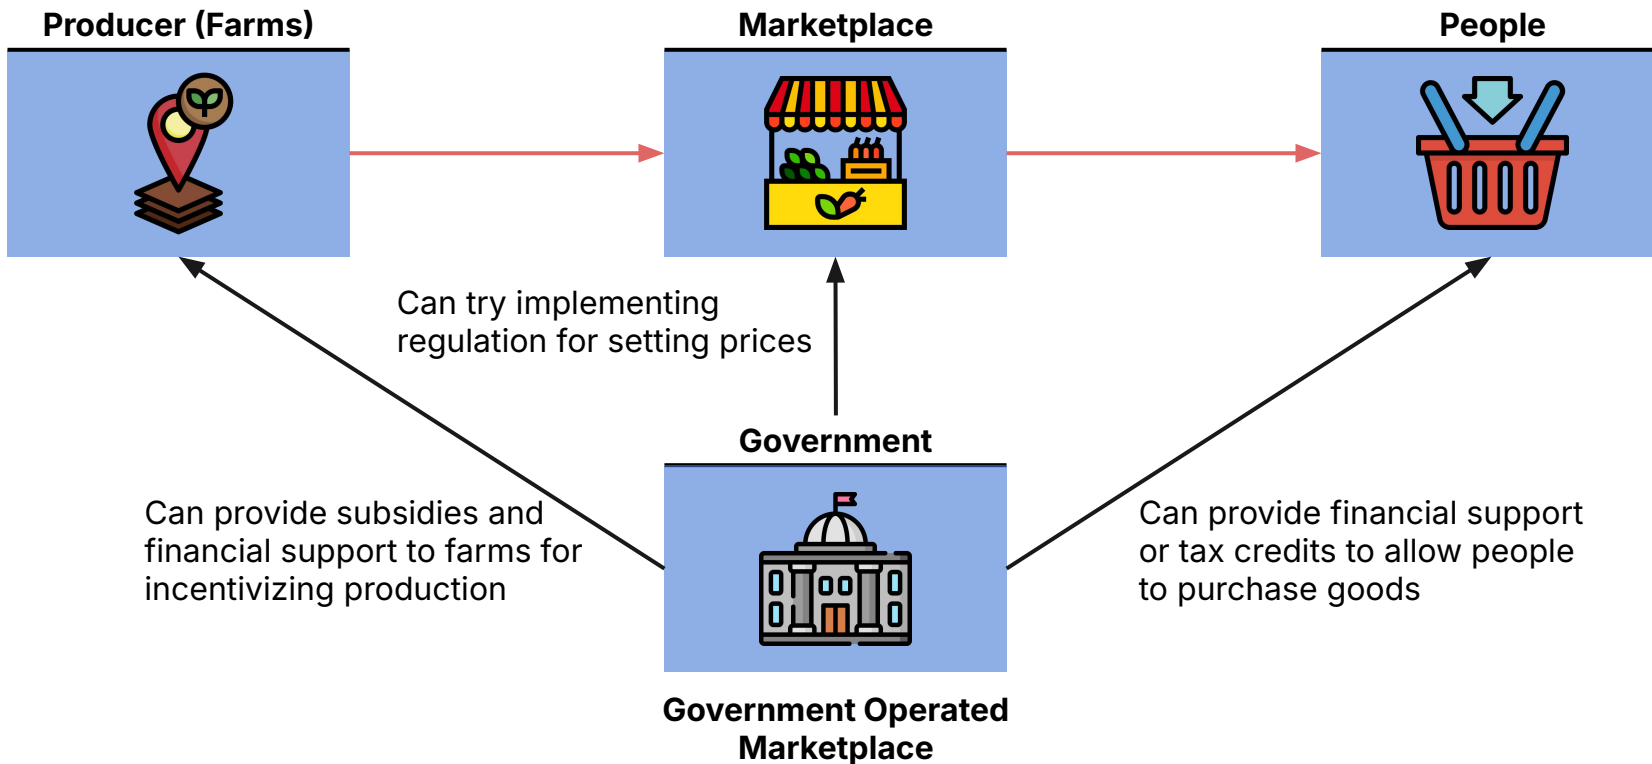 Producer (Farms)
Marketplace
People
Can try implementing
regulation for setting prices
Government
Can provide subsidies and
financial support to farms for
incentivizing production
Can provide financial support
or tax credits to allow people
to purchase goods
Government Operated
Marketplace